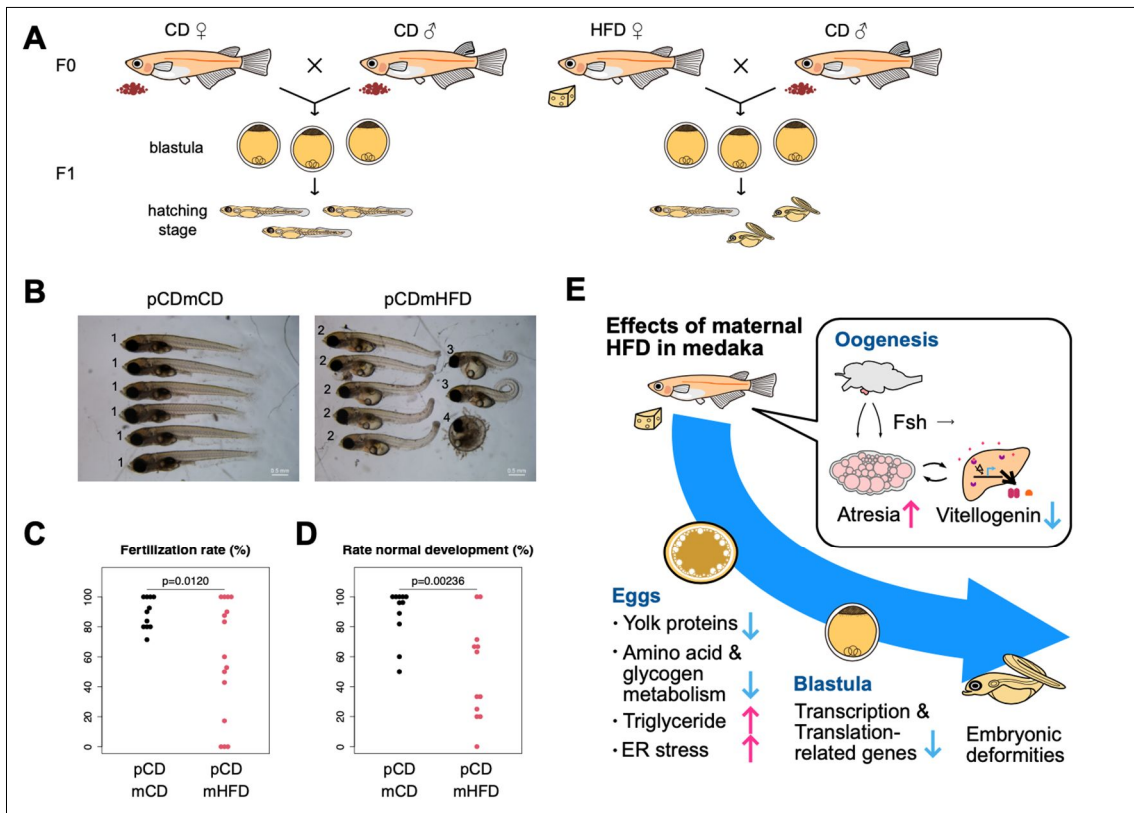 A
CD ♀
CD ♂
HFD ♀
CD ♂
F0
×
×
blastula
F1
hatching
stage
B
pCDmCD
pCDmHFD
1
1
1
1
1
1
0.5 mm
2
2
2
2
2
3
3
4
0.5 mm
C
Fertilization rate (%)
p=0.0120
100
80
60
40
20
0
pCD
mCD
pCD
mHFD
D
Rate normal development (%)
p=0.00236
100
80
60
40
20
0
pCD
mCD
pCD
mHFD
E
Effects of maternal
HFD in medaka
Oogenesis
Fsh →
Atresia ↑
Vitellogenin ↓
Eggs
· Yolk proteins ↓
· Amino acid &
glycogen
metabolism ↓
· Triglyceride ↑
· ER stress ↑
Blastula
Transcription &
Translation-
related genes ↓
Embryonic
deformities